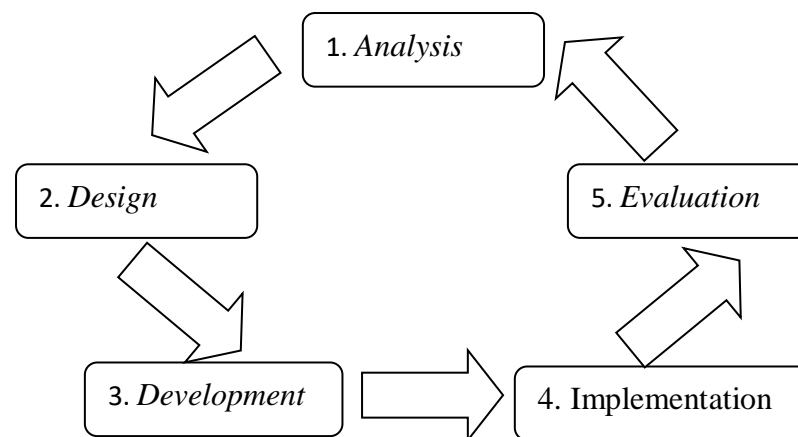 1. Analysis
2. Design
3. Development
4. Implementation
5. Evaluation